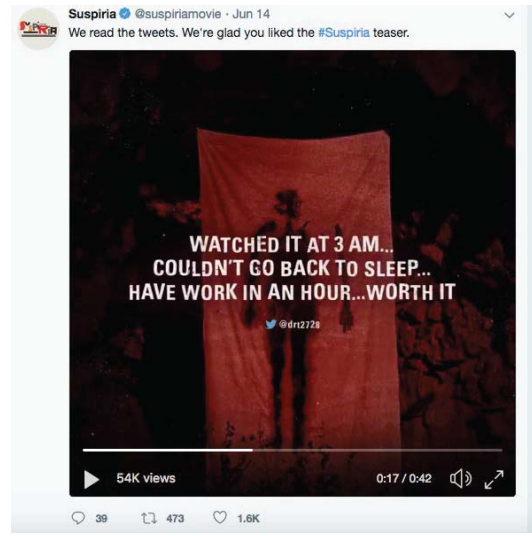 Suspiria @suspiriamovie · Jun 14
We read the tweets. We're glad you liked the #Suspiria teaser.
WATCHED IT AT 3 AM...
COULDN'T GO BACK TO SLEEP...
HAVE WORK IN AN HOUR...WORTH IT
@drt2728
54K views
0:17 / 0:42
39 473 1.6K